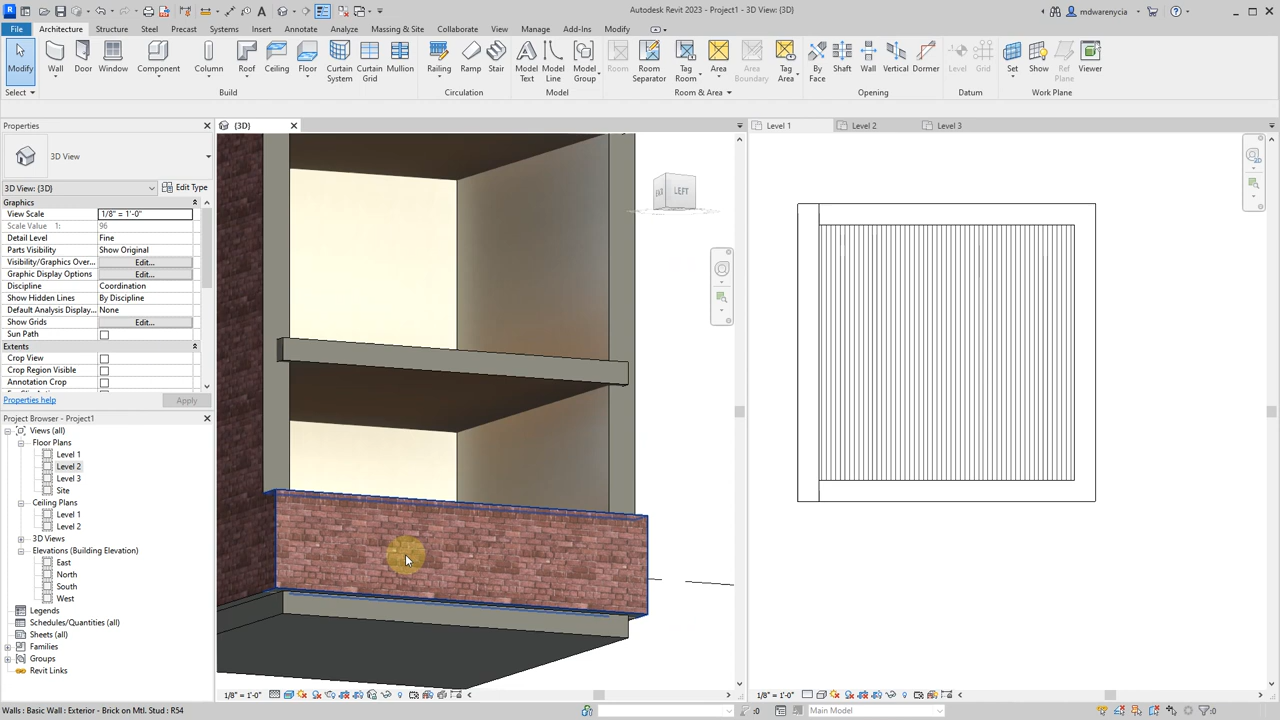 Autodesk Revit 2023 - Project1 - 3D View: {3D}
mdwarenycia
File Architecture Structure Steel Precast Systems Insert Annotate Analyze Massing & Site Collaborate View Manage Add-Ins Modify
Modify Wall Door Window Component Column Roof Ceiling Floor Curtain System Curtain Grid Mullion Railing Ramp Stair Model Text Model Line Model Group Room Room Separator Tag Room Area Area Boundary Tag Area By Face Shaft Wall Vertical Dormer Level Grid Set Show Ref Plane Viewer
Select Build Circulation Model Room & Area Opening Datum Work Plane
Properties
{3D}
Level 1 Level 2 Level 3
3D View
3D View: {3D} Edit Type
Graphics
View Scale 1/8" = 1'-0"
Scale Value 1: 96
Detail Level Fine
Parts Visibility Show Original
Visibility/Graphics Over... Edit...
Graphic Display Options Edit...
Discipline Coordination
Show Hidden Lines By Discipline
Default Analysis Display... None
Show Grids Edit...
Sun Path
Extents
Crop View
Crop Region Visible
Annotation Crop
Properties help Apply
LEFT
Project Browser - Project1
Views (all)
Floor Plans
Level 1
Level 2
Level 3
Site
Ceiling Plans
Level 1
Level 2
3D Views
Elevations (Building Elevation)
East
North
South
West
Legends
Schedules/Quantities (all)
Sheets (all)
Families
Groups
Revit Links
1/8" = 1'-0"
1/8" = 1'-0"
Walls : Basic Wall : Exterior - Brick on Mtl. Stud : R54
:0
Main Model
:0